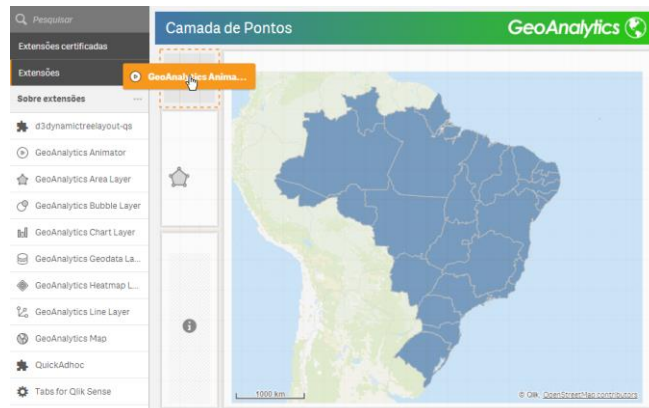 Pesquisar
Extensões certificadas
Extensões
Sobre extensões
d3dynamictreelayout-qs
GeoAnalytics Animator
GeoAnalytics Area Layer
GeoAnalytics Bubble Layer
GeoAnalytics Chart Layer
GeoAnalytics Geodata La...
GeoAnalytics Heatmap L...
GeoAnalytics Line Layer
GeoAnalytics Map
QuickAdhoc
Tabs for Qlik Sense
GeoAnalytics Anima...
Camada de Pontos
GeoAnalytics
1000 km
© Qlik, OpenStreetMap contributors